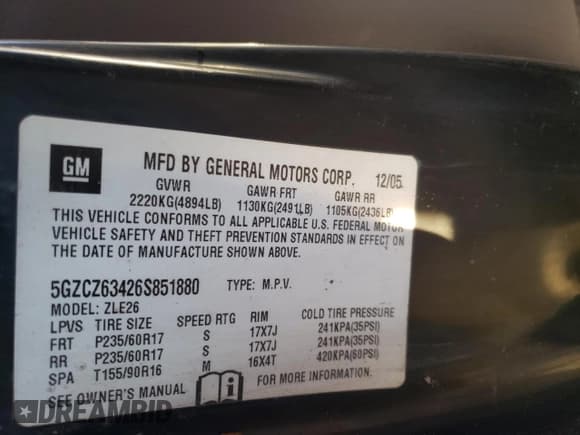 GM
MFD BY GENERAL MOTORS CORP. 12/05
GVWR GAWR FRT GAWR RR
2220KG(4894LB) 1130KG(2491LB) 1105KG(2436LB)
THIS VEHICLE CONFORMS TO ALL APPLICABLE U.S. FEDERAL MOTOR
VEHICLE SAFETY AND THEFT PREVENTION STANDARDS IN EFFECT ON
THE DATE OF MANUFACTURE SHOWN ABOVE.
5GZCZ63426S851880 TYPE: M.P.V.
MODEL: ZLE26
LPVS TIRE SIZE SPEED RTG RIM COLD TIRE PRESSURE
FRT P235/60R17 S 17X7J 241KPA(35PSI)
RR P235/60R17 S 17X7J 241KPA(35PSI)
SPA T155/90R16 M 16X4T 420KPA(60PSI)
SEE OWNER'S MANUAL FOR MORE INFORMATION.
DREAMBID